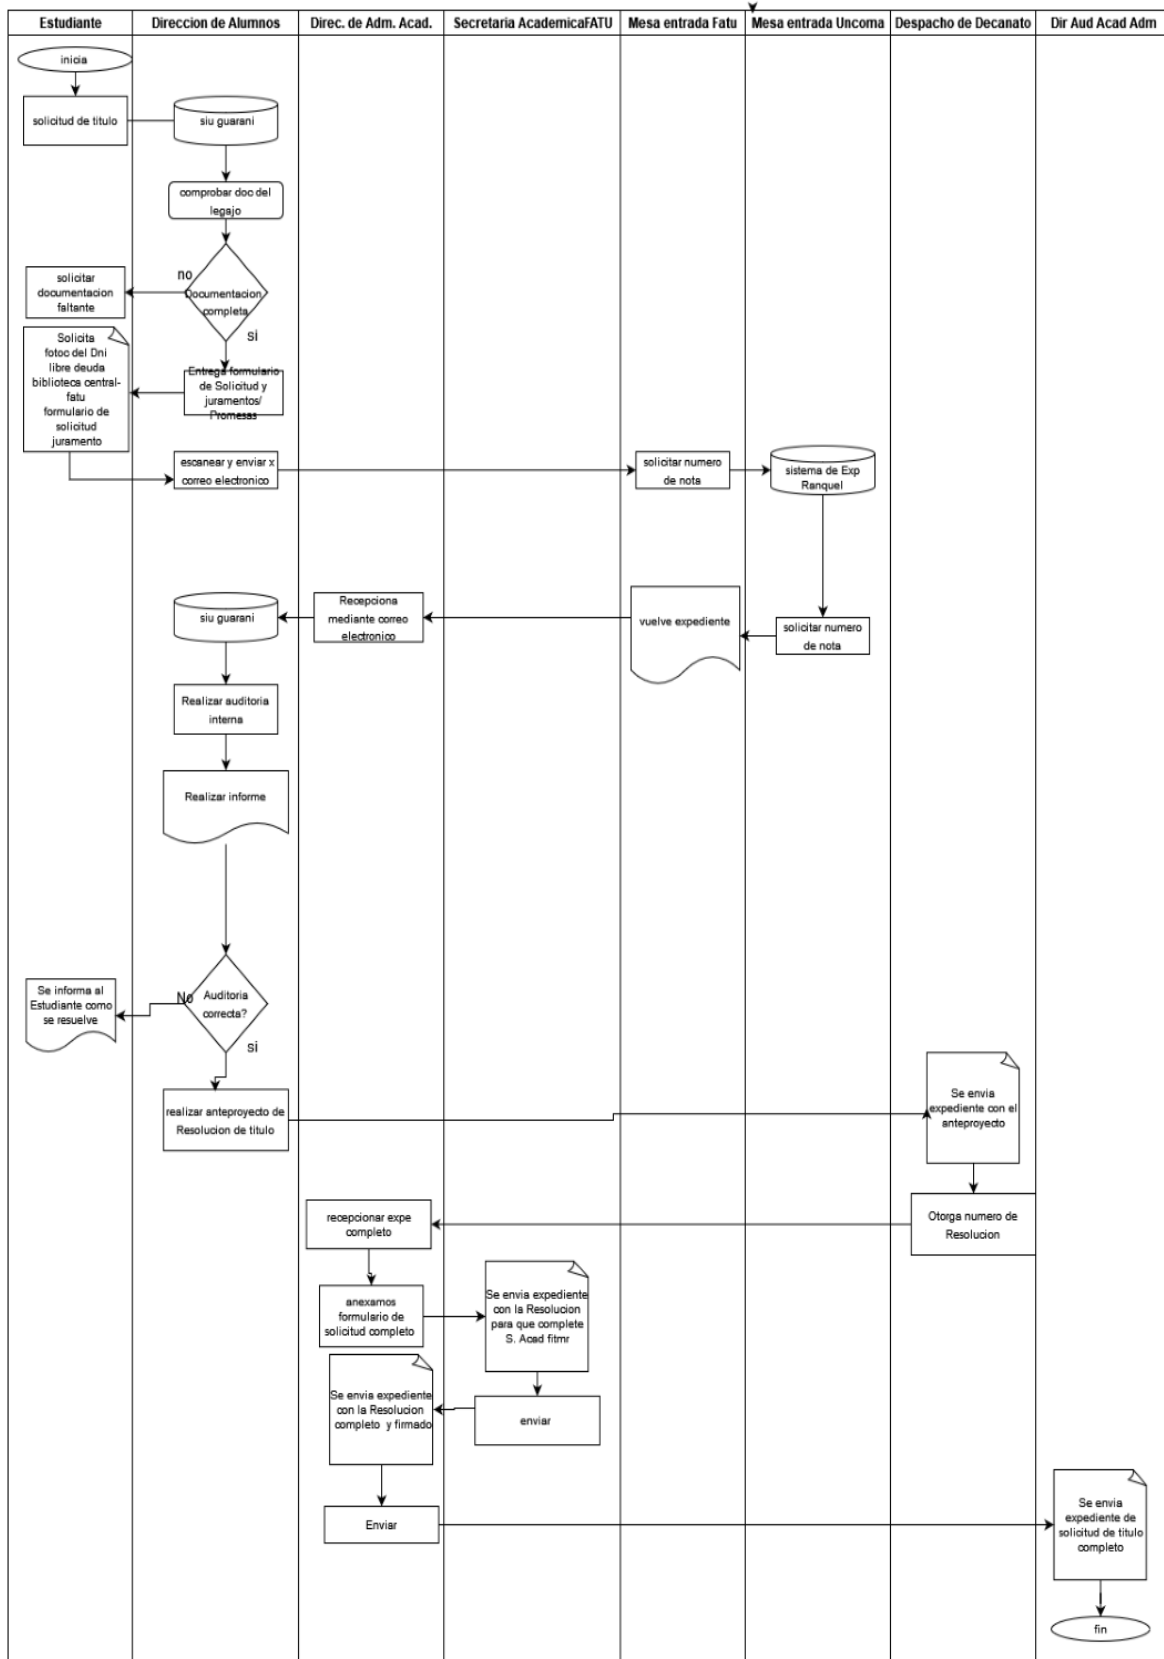 Estudiante
Direccion de Alumnos
Direc. de Adm. Acad.
Secretaria AcademicaFATU
Mesa entrada Fatu
Mesa entrada Uncoma
Despacho de Decanato
Dir Aud Acad Adm
inicia
solicitud de titulo
siu guarani
comprobar doc del
legajo
no
Documentacion
completa
si
solicitar
documentacion
faltante
Solicita
fotoc del Dni
libre deuda
biblioteca central-
fatu
formulario de
solicitud
juramento
Entrega formulario
de Solicitud y
juramentos/
Promesas
escanear y enviar x
correo electronico
solicitar numero
de nota
sistema de Exp
Ranquel
siu guarani
Recepciona
mediante correo
electronico
vuelve expediente
solicitar numero
de nota
Realizar auditoria
interna
Realizar informe
Se informa al
Estudiante como
se resuelve
No
Auditoria
correcta?
si
realizar anteproyecto de
Resolucion de titulo
Se envia
expediente con el
anteproyecto
recepcionar expe
completo
Otorga numero de
Resolucion
anexamos
formulario de
solicitud completo
Se envia expediente
con la Resolucion
para que complete
S. Acad fitmr
Se envia expediente
con la Resolucion
completo y firmado
enviar
Enviar
Se envia
expediente de
solicitud de titulo
completo
fin